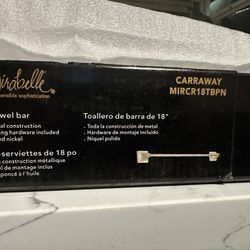 irabelle
ensible sophistication
CARRAWAY
MIRCR18TBPN
wel bar
al construction
ing hardware included
ed nickel
Toallero de barra de 18"
. Toda la construcción de metal
. Hardware de montaje incluido
. Níquel pulido
-serviettes de 18 po
construction métallique
l de montage inclus
poncé à l'huile